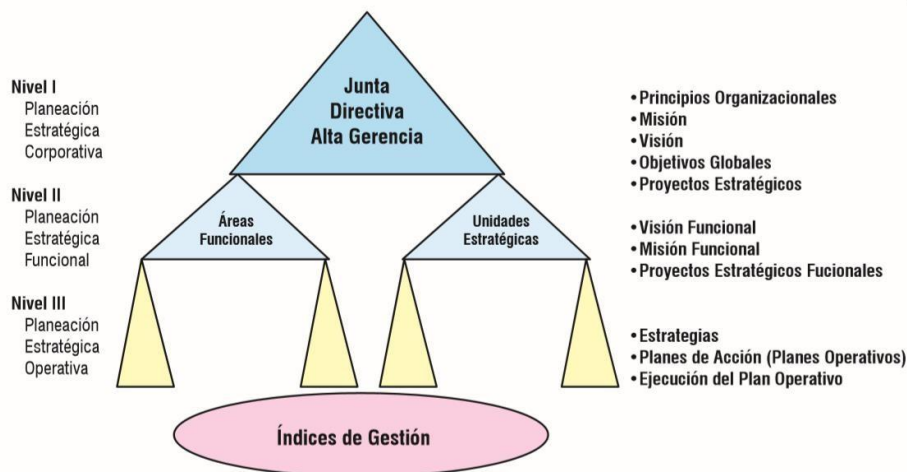 Nivel I
Planeación
Estratégica
Corporativa
Junta
Directiva
Alta Gerencia
• Principios Organizacionales
• Misión
• Visión
• Objetivos Globales
• Proyectos Estratégicos
Nivel II
Planeación
Estratégica
Funcional
Áreas
Funcionales
Unidades
Estratégicas
• Visión Funcional
• Misión Funcional
• Proyectos Estratégicos Fucionales
Nivel III
Planeación
Estratégica
Operativa
• Estrategias
• Planes de Acción (Planes Operativos)
• Ejecución del Plan Operativo
Índices de Gestión